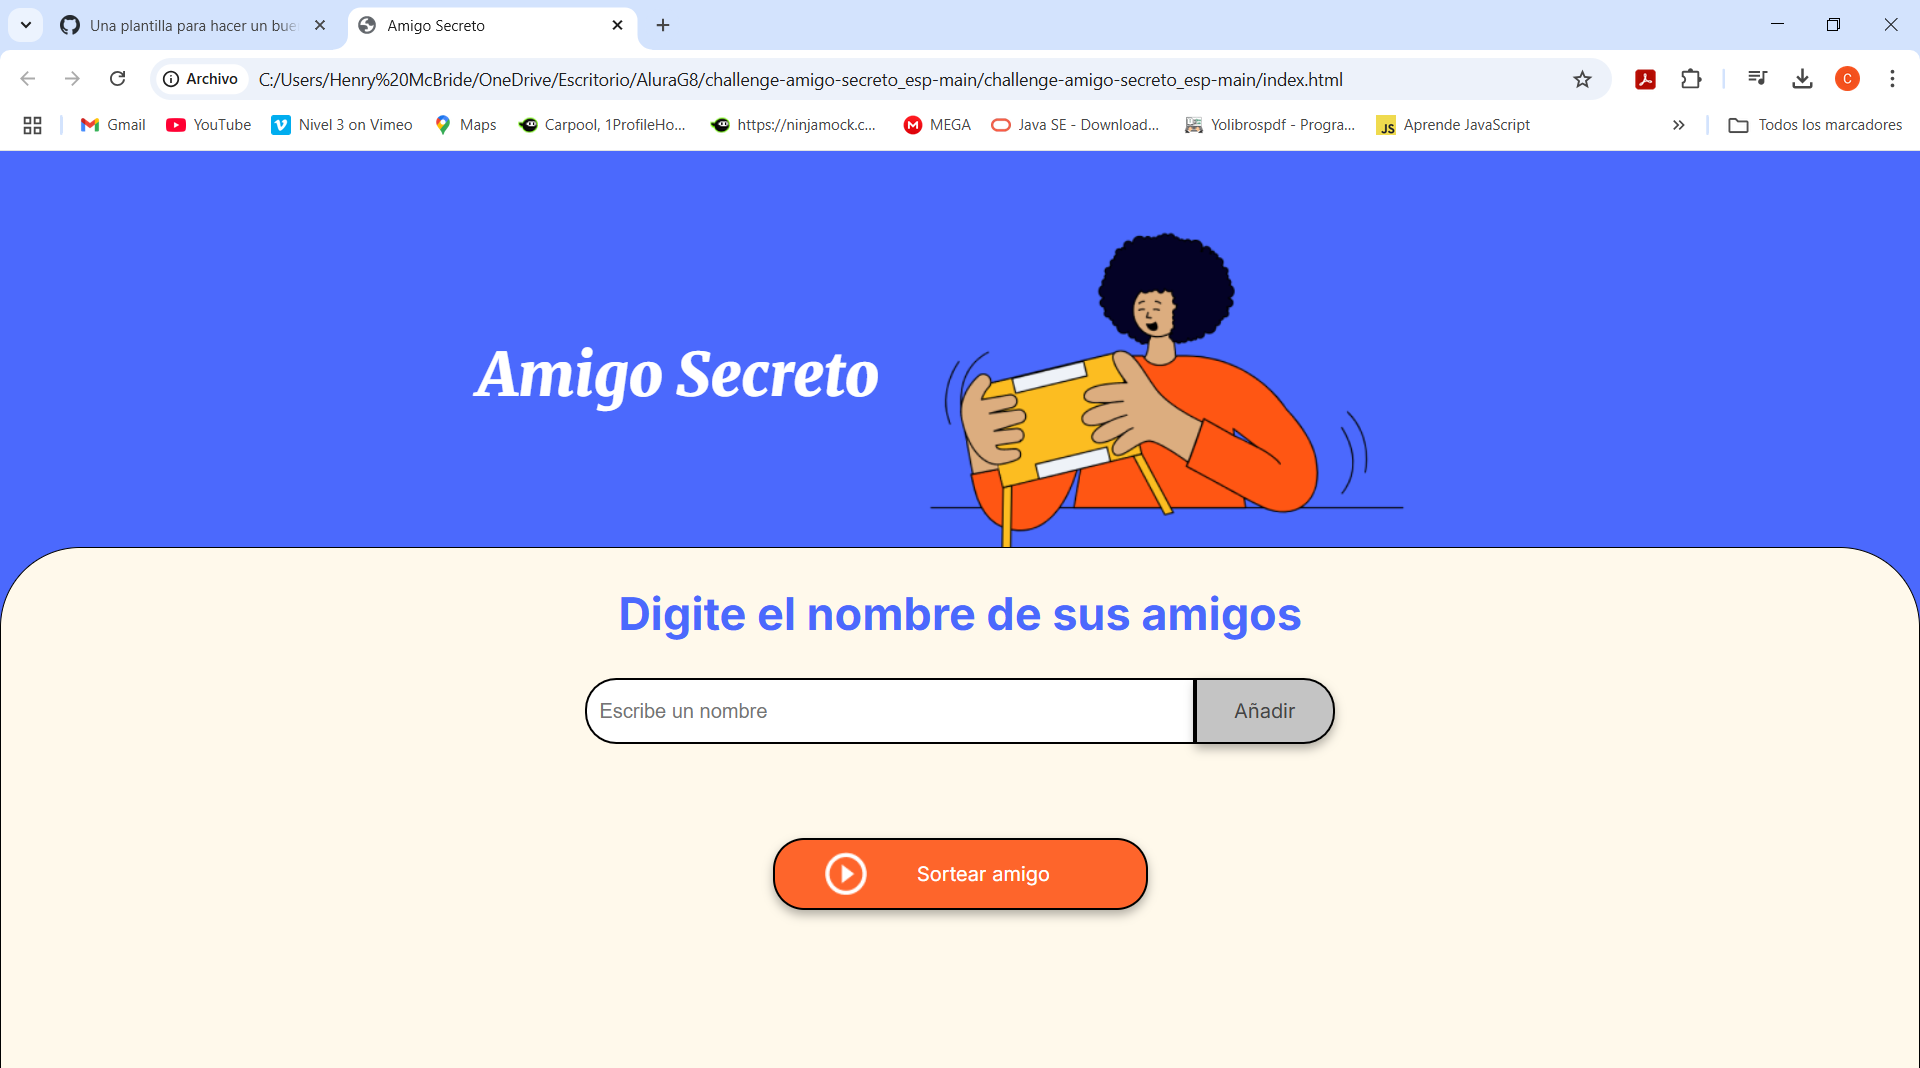 Una plantilla para hacer un bue
Amigo Secreto
Archivo
C:/Users/Henry%20McBride/OneDrive/Escritorio/AluraG8/challenge-amigo-secreto_esp-main/challenge-amigo-secreto_esp-main/index.html
C
Gmail
YouTube
Nivel 3 on Vimeo
Maps
Carpool, 1ProfileHo...
https://ninjamock.c...
MEGA
Java SE - Download...
Yolibrospdf - Progra...
JS
Aprende JavaScript
Todos los marcadores
Amigo Secreto
Digite el nombre de sus amigos
Escribe un nombre
Añadir
Sortear amigo